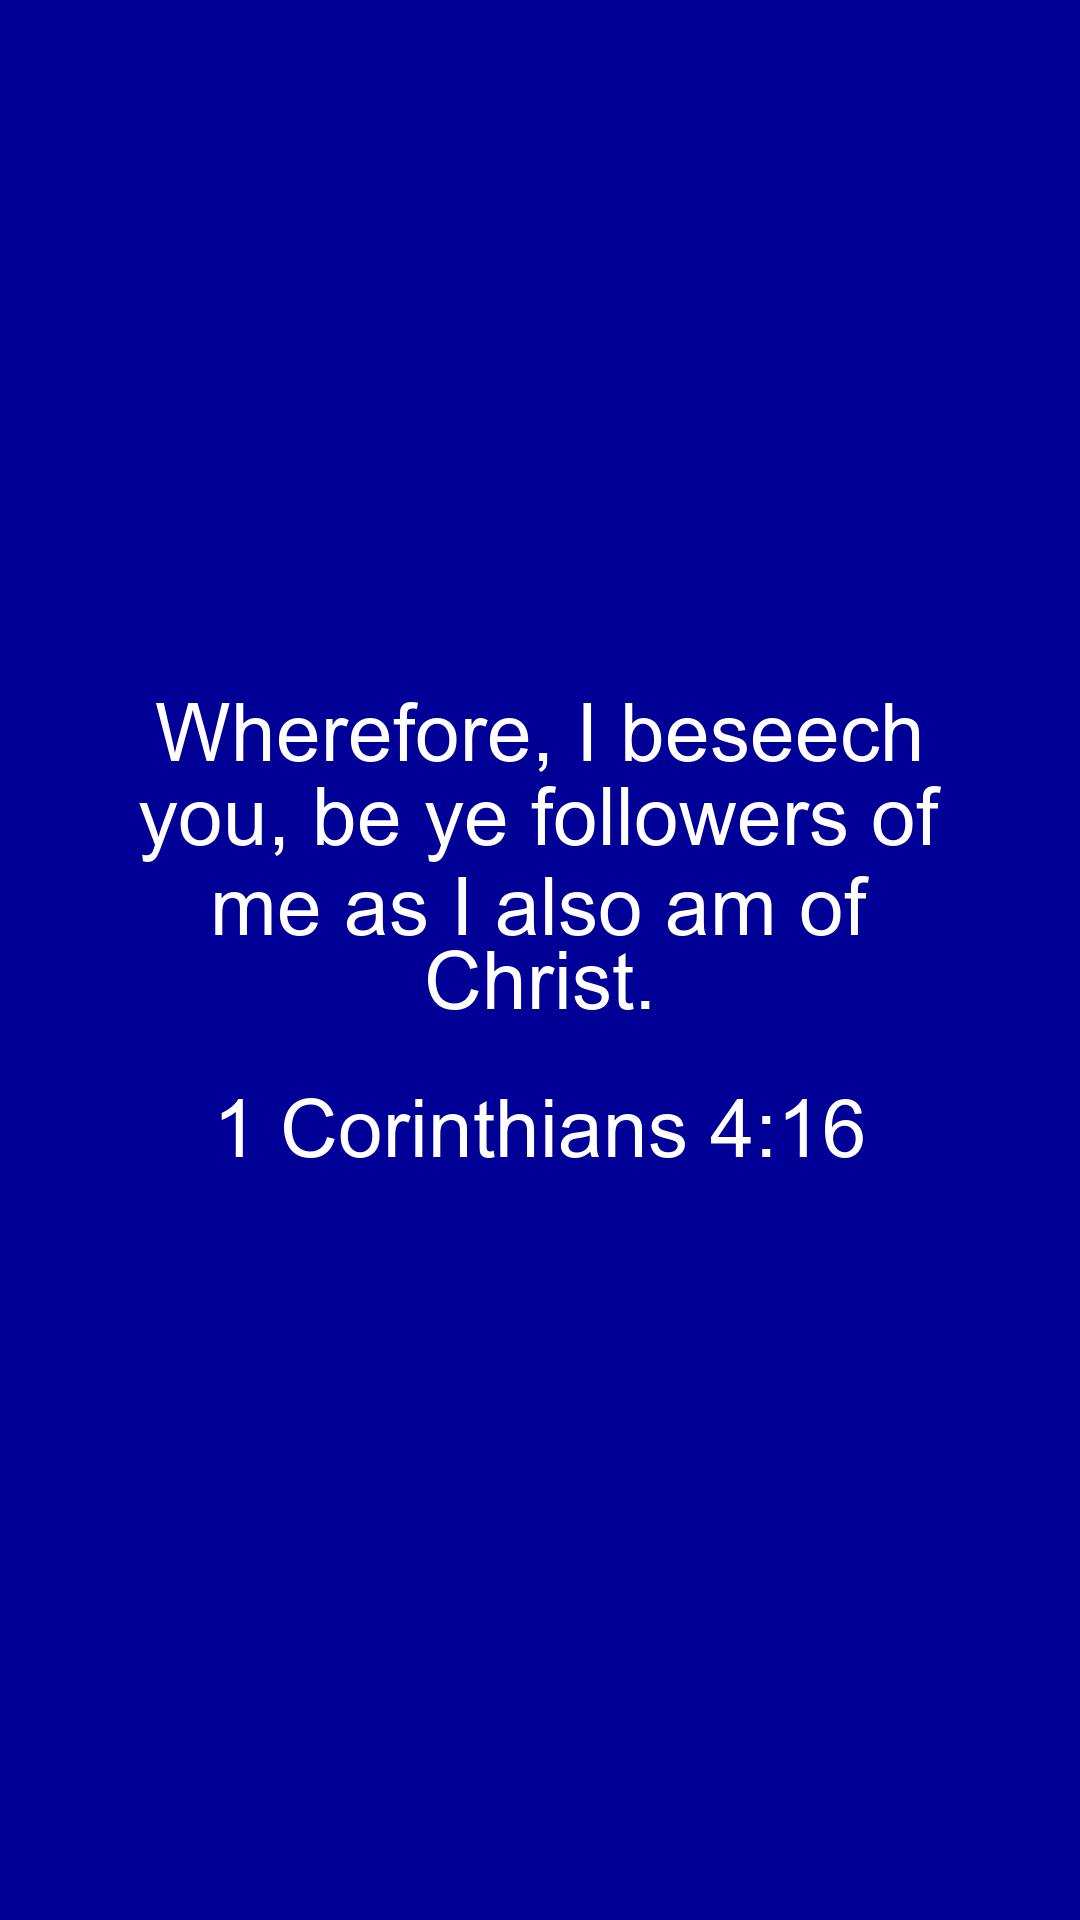 Wherefore, I beseech
you, be ye followers of
me as I also am of
Christ.
1 Corinthians 4:16